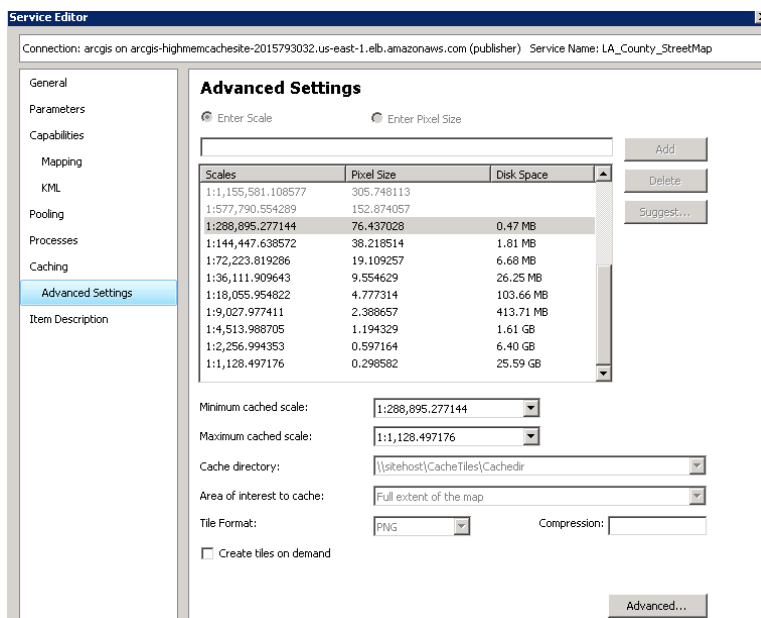 Service Editor
Connection: arcgis on arcgis-highmemcachesite-2015793032.us-east-1.elb.amazonaws.com (publisher) Service Name: LA_County_StreetMap
General
Parameters
Capabilities
Mapping
KML
Pooling
Processes
Caching
Advanced Settings
Item Description
Advanced Settings
Enter Scale Enter Pixel Size
Add
Delete
Suggest...
Scales Pixel Size Disk Space
1:1,155,581.108577 305.748113
1:577,790.554289 152.874057
1:288,895.277144 76.437028 0.47 MB
1:144,447.638572 38.218514 1.81 MB
1:72,223.819286 19.109257 6.68 MB
1:36,111.909643 9.554629 26.25 MB
1:18,055.954822 4.777314 103.66 MB
1:9,027.977411 2.388657 413.71 MB
1:4,513.988705 1.194329 1.61 GB
1:2,256.994353 0.597164 6.40 GB
1:1,128.497176 0.298582 25.59 GB
Minimum cached scale: 1:288,895.277144
Maximum cached scale: 1:1,128.497176
Cache directory: \\sitehost\CacheTiles\Cachedir
Area of interest to cache: Full extent of the map
Tile Format: PNG Compression:
Create tiles on demand
Advanced...